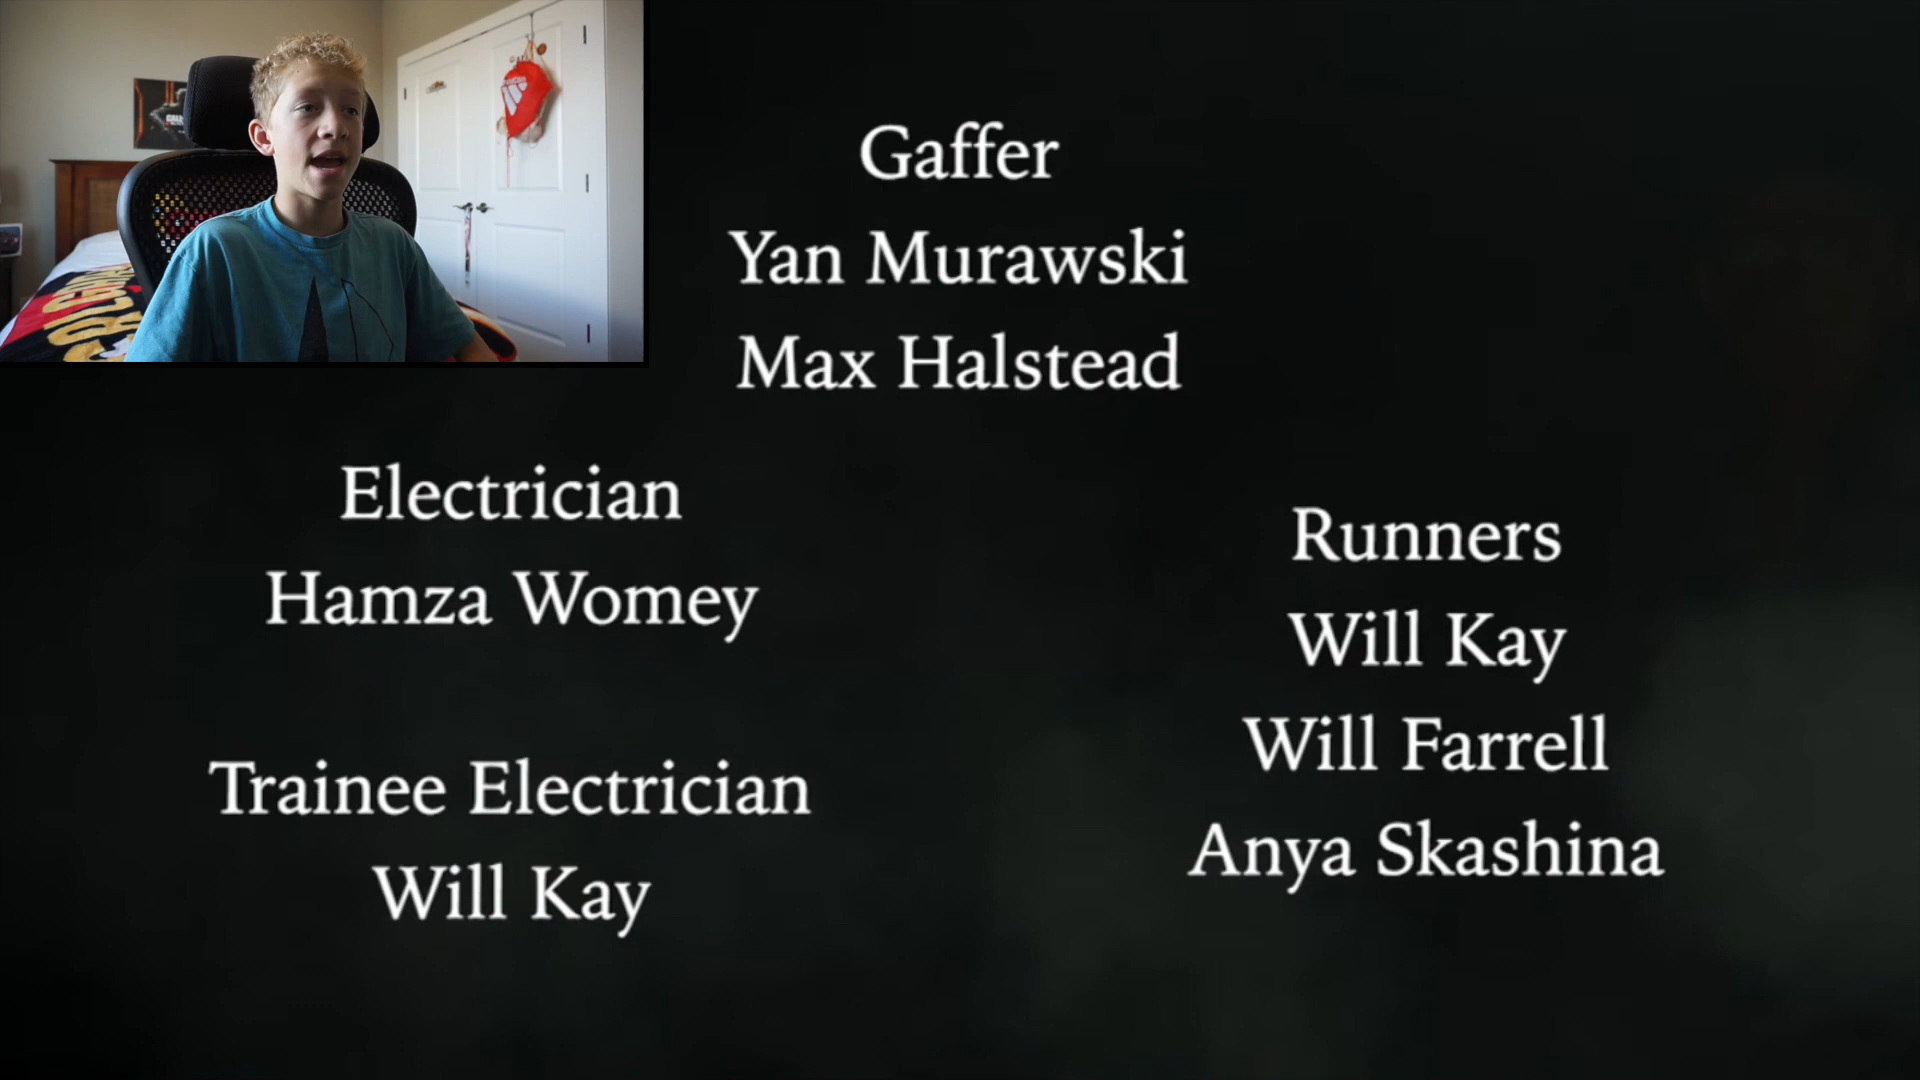 Gaffer
Yan Murawski
Max Halstead
Electrician
Hamza Womey
Trainee Electrician
Will Kay
Runners
Will Kay
Will Farrell
Anya Skashina